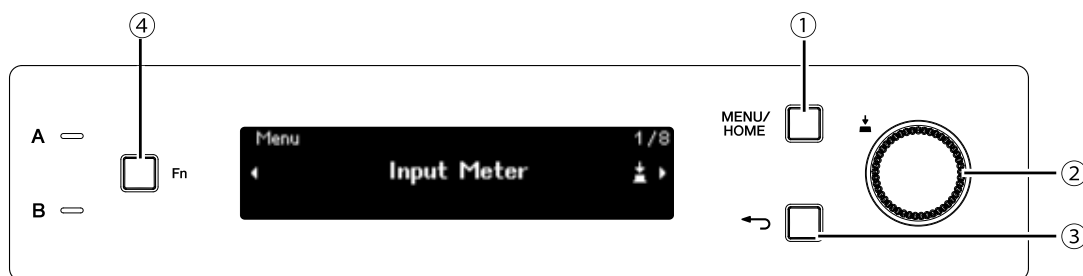 ④ ①
A
Fn
B
Menu 1/8
Input Meter
MENU/
HOME
②
③